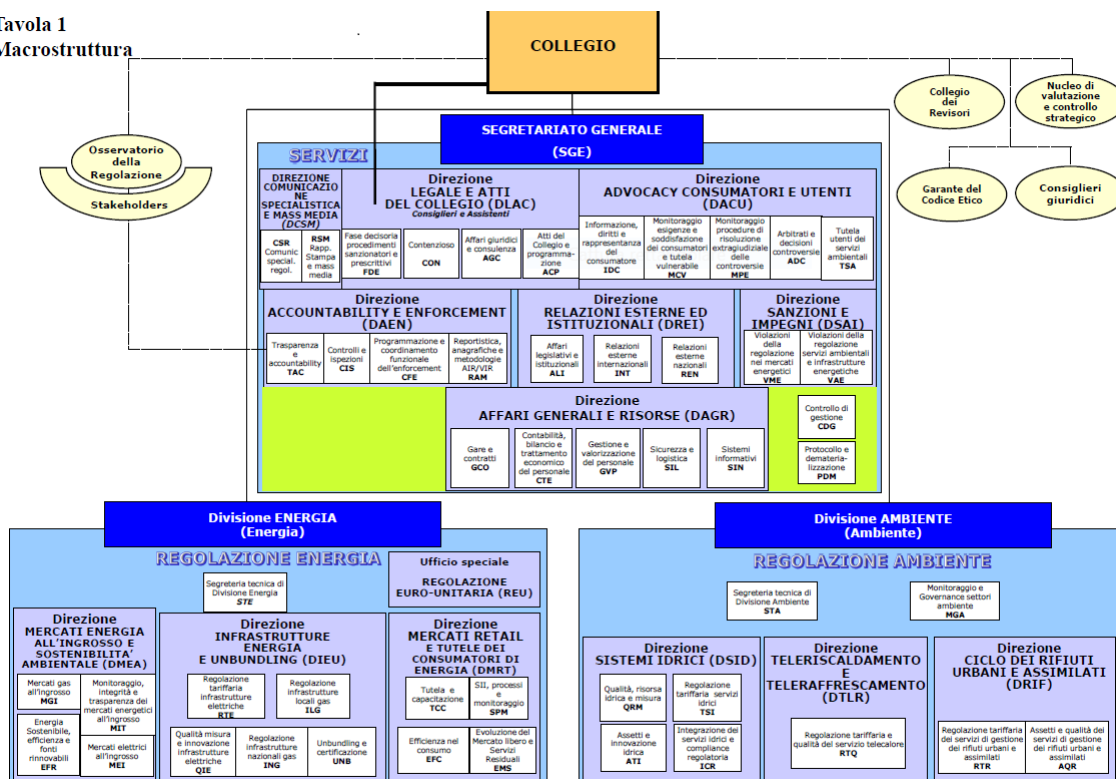 Tavola 1
Macrostruttura
COLLEGIO
Collegio
dei
Revisori
Nucleo di
valutazione
e controllo
strategico
Garante del
Codice Etico
Consiglieri
giuridici
Osservatorio
della
Regolazione
Stakeholders
SEGRETARIATO GENERALE
(SGE)
SERVIZI
DIREZIONE
COMUNICAZIO
NE
SPECIALISTICA
E MASS MEDIA
(DCSM)
CSR
Comunic
special.
regol.
RSM
Rapp.
Stampa
e mass
media
Direzione
LEGALE E ATTI
DEL COLLEGIO (DLAC)
Consiglieri e Assistenti
Fase decisoria
procedimenti
sanzionatori e
prescrittivi
FDE
Contenzioso
CON
Affari giuridici
e consulenza
AGC
Atti del
Collegio e
programma-
zione
ACP
Direzione
ADVOCACY CONSUMATORI E UTENTI
(DACU)
Informazione,
diritti e
rappresentanza
del
consumatore
IDC
Monitoraggio
esigenze e
soddisfazione
dei consumatori
e tutela
vulnerabile
MCV
Monitoraggio
procedure di
risoluzione
extragiudiziale
delle
controversie
MPE
Arbitrati e
decisioni
controversie
ADC
Tutela
utenti dei
servizi
ambientali
TSA
Direzione
ACCOUNTABILITY E ENFORCEMENT
(DAEN)
Trasparenza
e
accountability
TAC
Controlli e
ispezioni
CIS
Programmazione e
coordinamento
funzionale
dell'enforcement
CFE
Reportistica,
anagrafiche e
metodologie
AIR/VIR
RAM
Direzione
RELAZIONI ESTERNE ED
ISTITUZIONALI (DREI)
Affari
legislativi e
istituzionali
ALI
Relazioni
esterne
internazionali
INT
Relazioni
esterne
nazionali
REN
Direzione
SANZIONI E
IMPEGNI (DSAI)
Violazioni
della
regolazione
nei mercati
energetici
VME
Violazioni della
regolazione
servizi ambientali
e infrastrutture
energetiche
VAE
Direzione
AFFARI GENERALI E RISORSE (DAGR)
Gare e
contratti
GCO
Contabilità,
bilancio e
trattamento
economico
del personale
CTE
Gestione e
valorizzazione
del personale
GVP
Sicurezza e
logistica
SIL
Sistemi
informativi
SIN
Controllo di
gestione
CDG
Protocollo e
demateria-
lizzazione
PDM
Divisione ENERGIA
(Energia)
REGOLAZIONE ENERGIA
Segreteria tecnica di
Divisione Energia
STE
Ufficio speciale
REGOLAZIONE
EURO-UNITARIA (REU)
Direzione
MERCATI ENERGIA
ALL'INGROSSO E
SOSTENIBILITA'
AMBIENTALE (DMEA)
Mercati gas
all'ingrosso
MGI
Monitoraggio,
integrità e
trasparenza dei
mercati energetici
all'ingrosso
MIT
Energia
Sostenibile,
efficienza e
fonti
rinnovabili
EFR
Mercati elettrici
all'ingrosso
MEI
Direzione
INFRASTRUTTURE
ENERGIA
E UNBUNDLING (DIEU)
Regolazione
tariffaria
infrastrutture
elettriche
RTE
Regolazione
infrastrutture
locali gas
ILG
Qualità misura
e innovazione
infrastrutture
elettriche
QIE
Regolazione
infrastrutture
nazionali gas
ING
Unbundling e
certificazione
UNB
Direzione
MERCATI RETAIL
E TUTELE DEI
CONSUMATORI DI
ENERGIA (DMRT)
Tutela e
capacitazione
TCC
SII, processi
e
monitoraggio
SPM
Efficienza nel
consumo
EFC
Evoluzione del
Mercato libero e
Servizi
Residuali
EMS
Divisione AMBIENTE
(Ambiente)
REGOLAZIONE AMBIENTE
Segreteria tecnica di
Divisione Ambiente
STA
Monitoraggio e
Governance settori
ambiente
MGA
Direzione
SISTEMI IDRICI (DSID)
Qualità, risorsa
idrica e misura
QRM
Regolazione
tariffaria servizi
idrici
TSI
Assetti e
innovazione
idrica
ATI
Integrazione dei
servizi idrici e
compliance
regolatoria
ICR
Direzione
TELERISCALDAMENTO
E
TELERAFFRESCAMENTO
(DTLR)
Regolazione tariffaria e
qualità del servizio telecalore
RTQ
Direzione
CICLO DEI RIFIUTI
URBANI E ASSIMILATI
(DRIF)
Regolazione tariffaria
dei servizi di gestione
dei rifiuti urbani e
assimilati
RTR
Assetti e qualità dei
servizi di gestione
dei rifiuti urbani e
assimilati
AQR